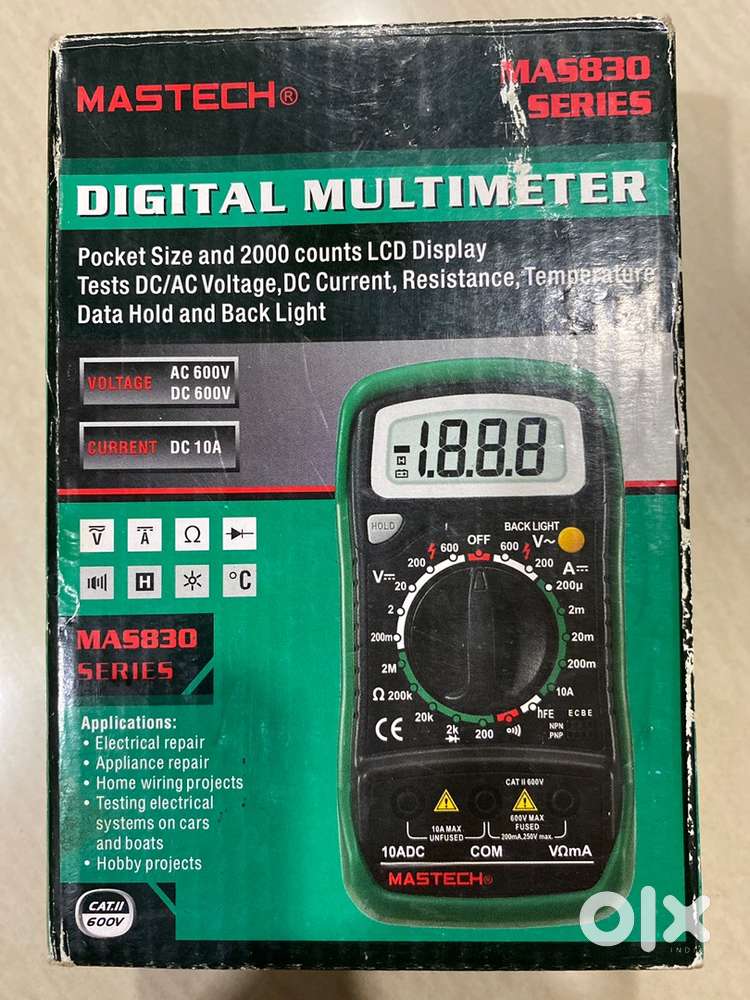 MASTECH®
MAS830
SERIES
DIGITAL MULTIMETER
Pocket Size and 2000 counts LCD Display
Tests DC/AC Voltage,DC Current, Resistance, Temperature
Data Hold and Back Light
VOLTAGE AC 600V
DC 600V
CURRENT DC 10A
V A Ω
H °C
MAS830
SERIES
Applications:
• Electrical repair
• Appliance repair
• Home wiring projects
• Testing electrical
systems on cars
and boats
• Hobby projects
CAT.II
600V
H
-1.8.8.8
HOLD
BACK LIGHT
OFF
600 600
200 V~ 200
V A
20 200µ
2 2m
200m 20m
2M 200m
Ω 200k 10A
20k hFE E C B E
2k 200 NPN
PNP
CE
CAT II 600V
10A MAX
UNFUSED
600V MAX
FUSED
200mA,250V max.
10ADC COM VΩmA
MASTECH®
olx
INDIA